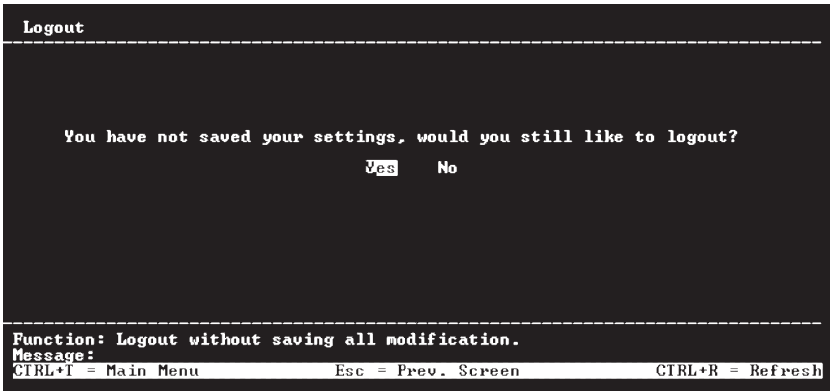 Logout
You have not saved your settings, would you still like to logout?
Yes No
Function: Logout without saving all modification.
Message:
CTRL+T = Main Menu Esc = Prev. Screen CTRL+R = Refresh